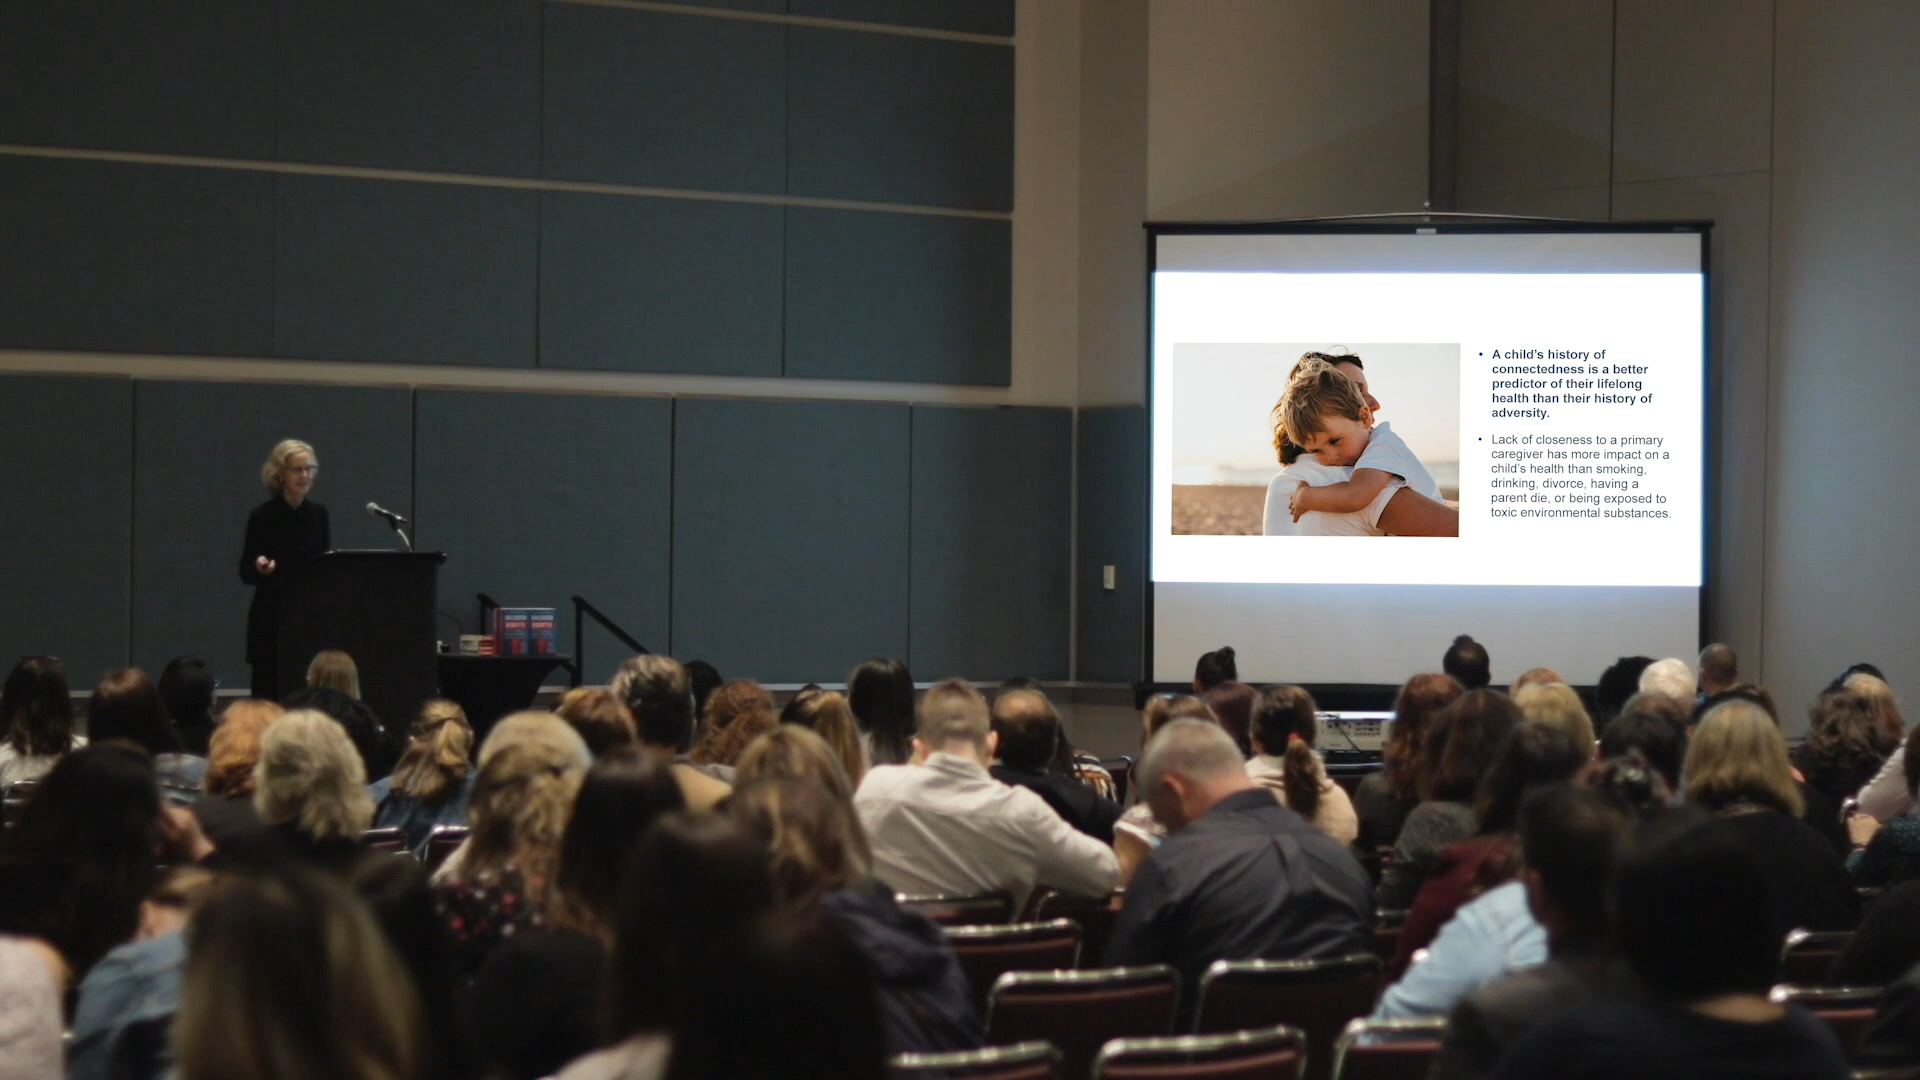 • A child's history of
connectedness is a better
predictor of their lifelong
health than their history of
adversity.
• Lack of closeness to a primary
caregiver has more impact on a
child's health than smoking,
drinking, divorce, having a
parent die, or being exposed to
toxic environmental substances.